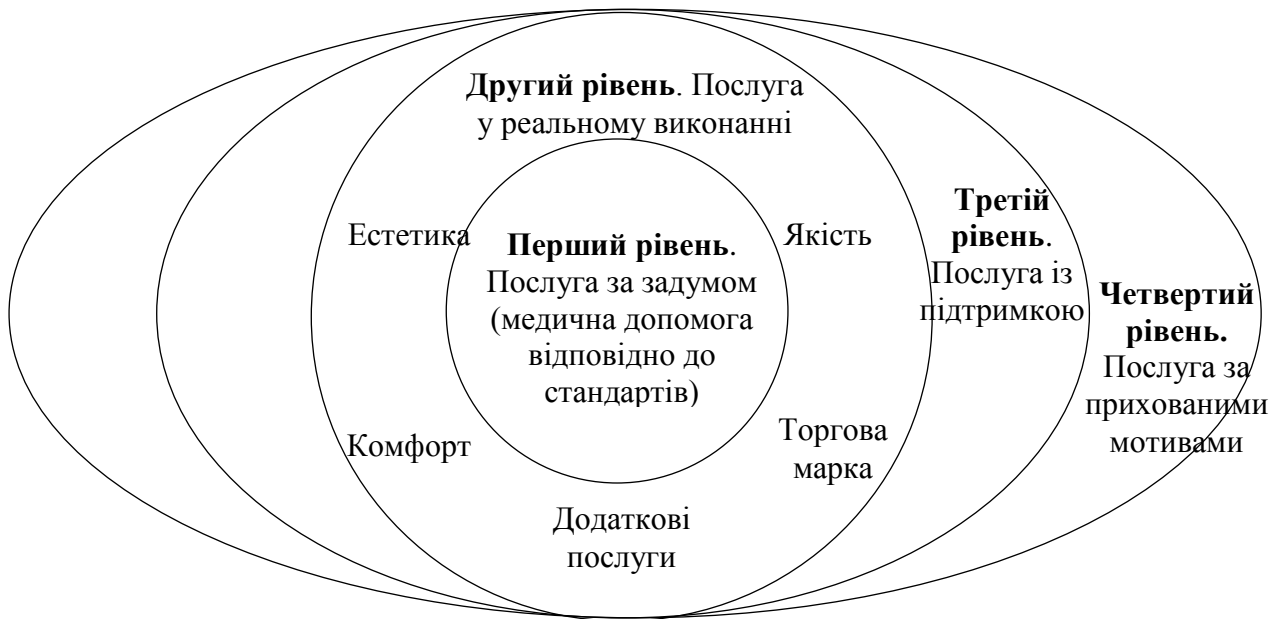 Другий рівень. Послуга
у реальному виконанні
Естетика
Перший рівень.
Послуга за задумом
(медична допомога
відповідно до
стандартів)
Якість
Третій
рівень.
Послуга із
підтримкою
Четвертий
рівень.
Послуга за
прихованими
мотивами
Комфорт
Торгова
марка
Додаткові
послуги